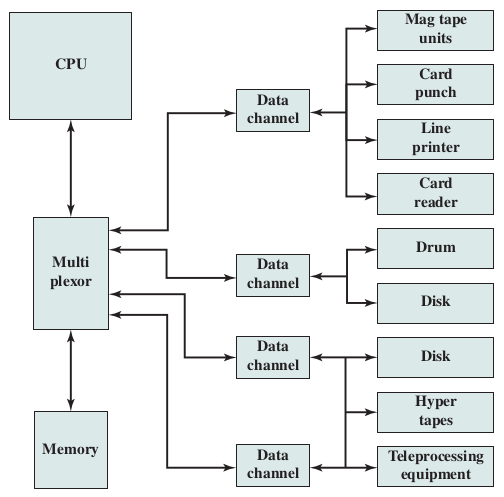 CPU
Mag tape
units
Card
punch
Data
channel
Line
printer
Card
reader
Multi
plexor
Data
channel
Drum
Disk
Data
channel
Disk
Hyper
tapes
Memory
Data
channel
Teleprocessing
equipment